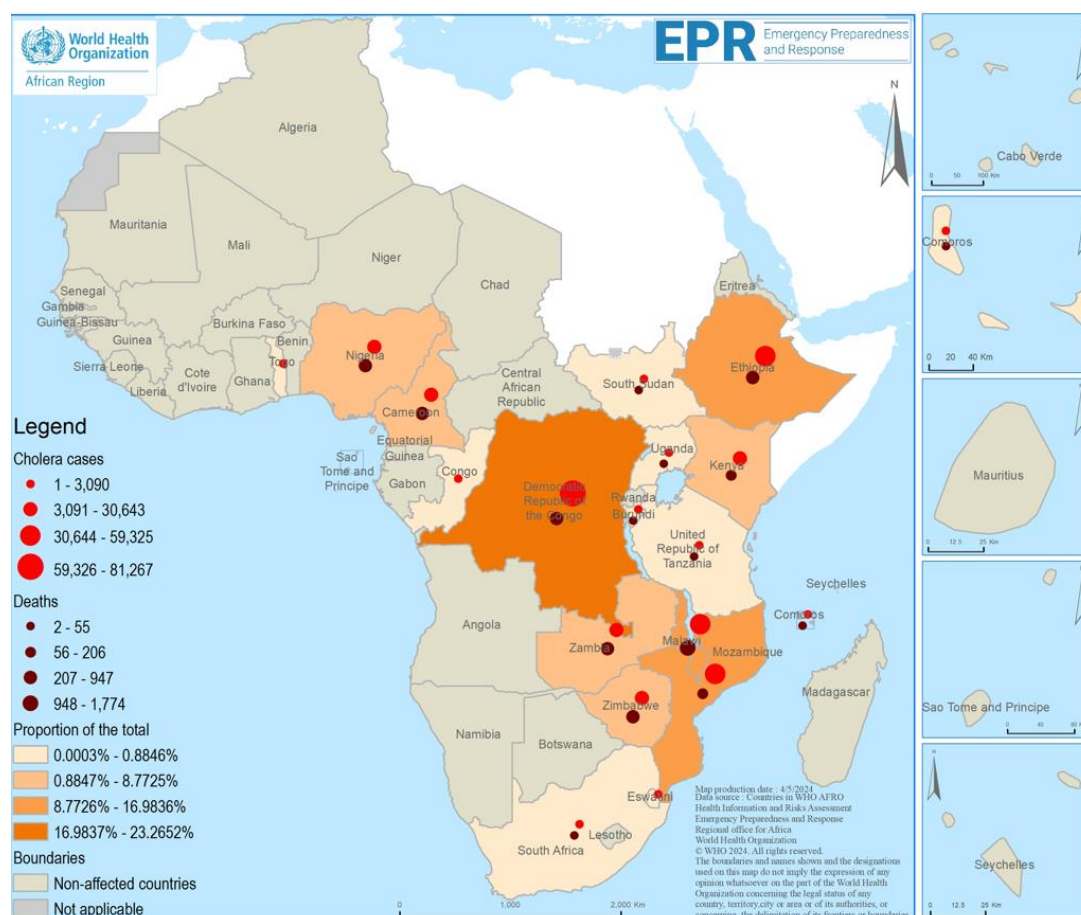 World Health
Organization
African Region
EPR
Emergency Preparedness
and Response
N
Algeria
Mauritania
Mali
Niger
Chad
Eritrea
Senegal
Gambia
Guinea-Bissau
Guinea
Sierra Leone
Liberia
Cote
d'Ivoire
Burkina Faso
Ghana
Togo
Benin
Nigeria
Cameroon
Central
African
Republic
South Sudan
Ethiopia
Equatorial
Guinea
Sao
Tome and
Principe
Gabon
Congo
Democratic
Republic of
the Congo
Uganda
Kenya
Rwanda
Burundi
United
Republic of
Tanzania
Seychelles
Comoros
Angola
Zambia
Malawi
Mozambique
Madagascar
Zimbabwe
Namibia
Botswana
Eswatini
Lesotho
South Africa
Legend
Cholera cases
1 - 3,090
3,091 - 30,643
30,644 - 59,325
59,326 - 81,267
Deaths
2 - 55
56 - 206
207 - 947
948 - 1,774
Proportion of the total
0.0003% - 0.8846%
0.8847% - 8.7725%
8.7726% - 16.9836%
16.9837% - 23.2652%
Boundaries
Non-affected countries
Not applicable
Map production date : 4/5/2024
Data source : Countries in WHO AFRO
Health Information and Risks Assessment
Emergency Preparedness and Response
Regional office for Africa
World Health Organization
© WHO 2024. All rights reserved.
The boundaries and names shown and the designations
used on this map do not imply the expression of any
opinion whatsoever on the part of the World Health
Organization concerning the legal status of any
country, territory,city or area or of its authorities, or
concerning, the delimitation of its frontiers or boundaries
0 1,000 Km 2,000 Km
Cabo Verde
0 50 100 Km
Comoros
0 20 40 Km
Mauritius
0 12.5 25 Km
Sao Tome and Principe
0 40
N
Seychelles
0 12.5 25 Km